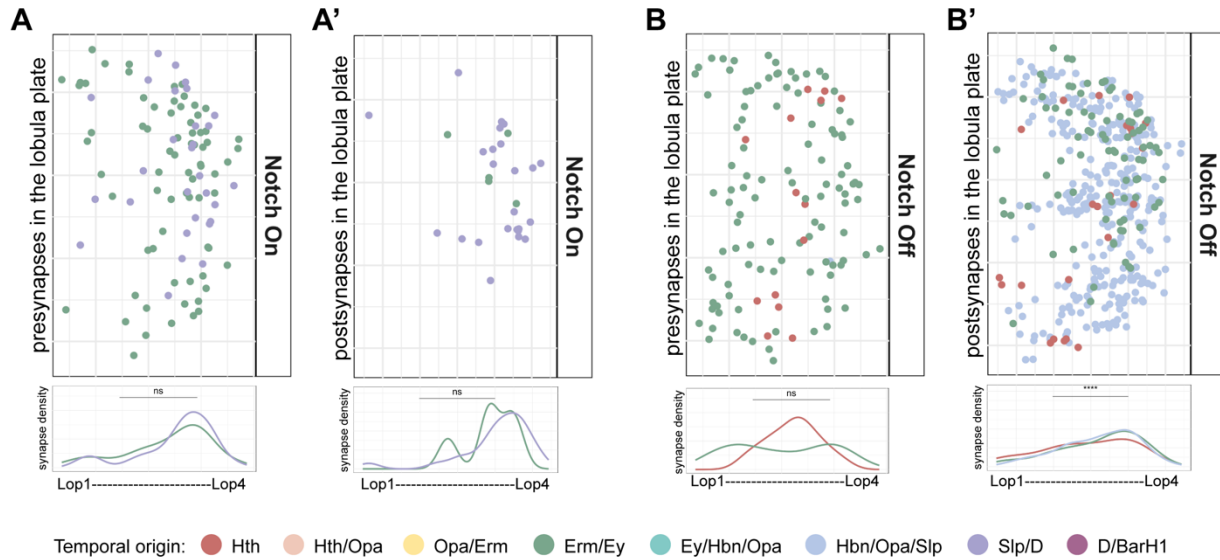 A
presynapses in the lobula plate
Notch On
synapse density
ns
Lop1----------------------Lop4
A'
postsynapses in the lobula plate
Notch On
synapse density
ns
Lop1----------------------Lop4
B
presynapses in the lobula plate
Notch Off
synapse density
ns
Lop1----------------------Lop4
B'
postsynapses in the lobula plate
Notch Off
synapse density
****
Lop1----------------------Lop4
Temporal origin: Hth Hth/Opa Opa/Erm Erm/Ey Ey/Hbn/Opa Hbn/Opa/Slp Slp/D D/BarH1